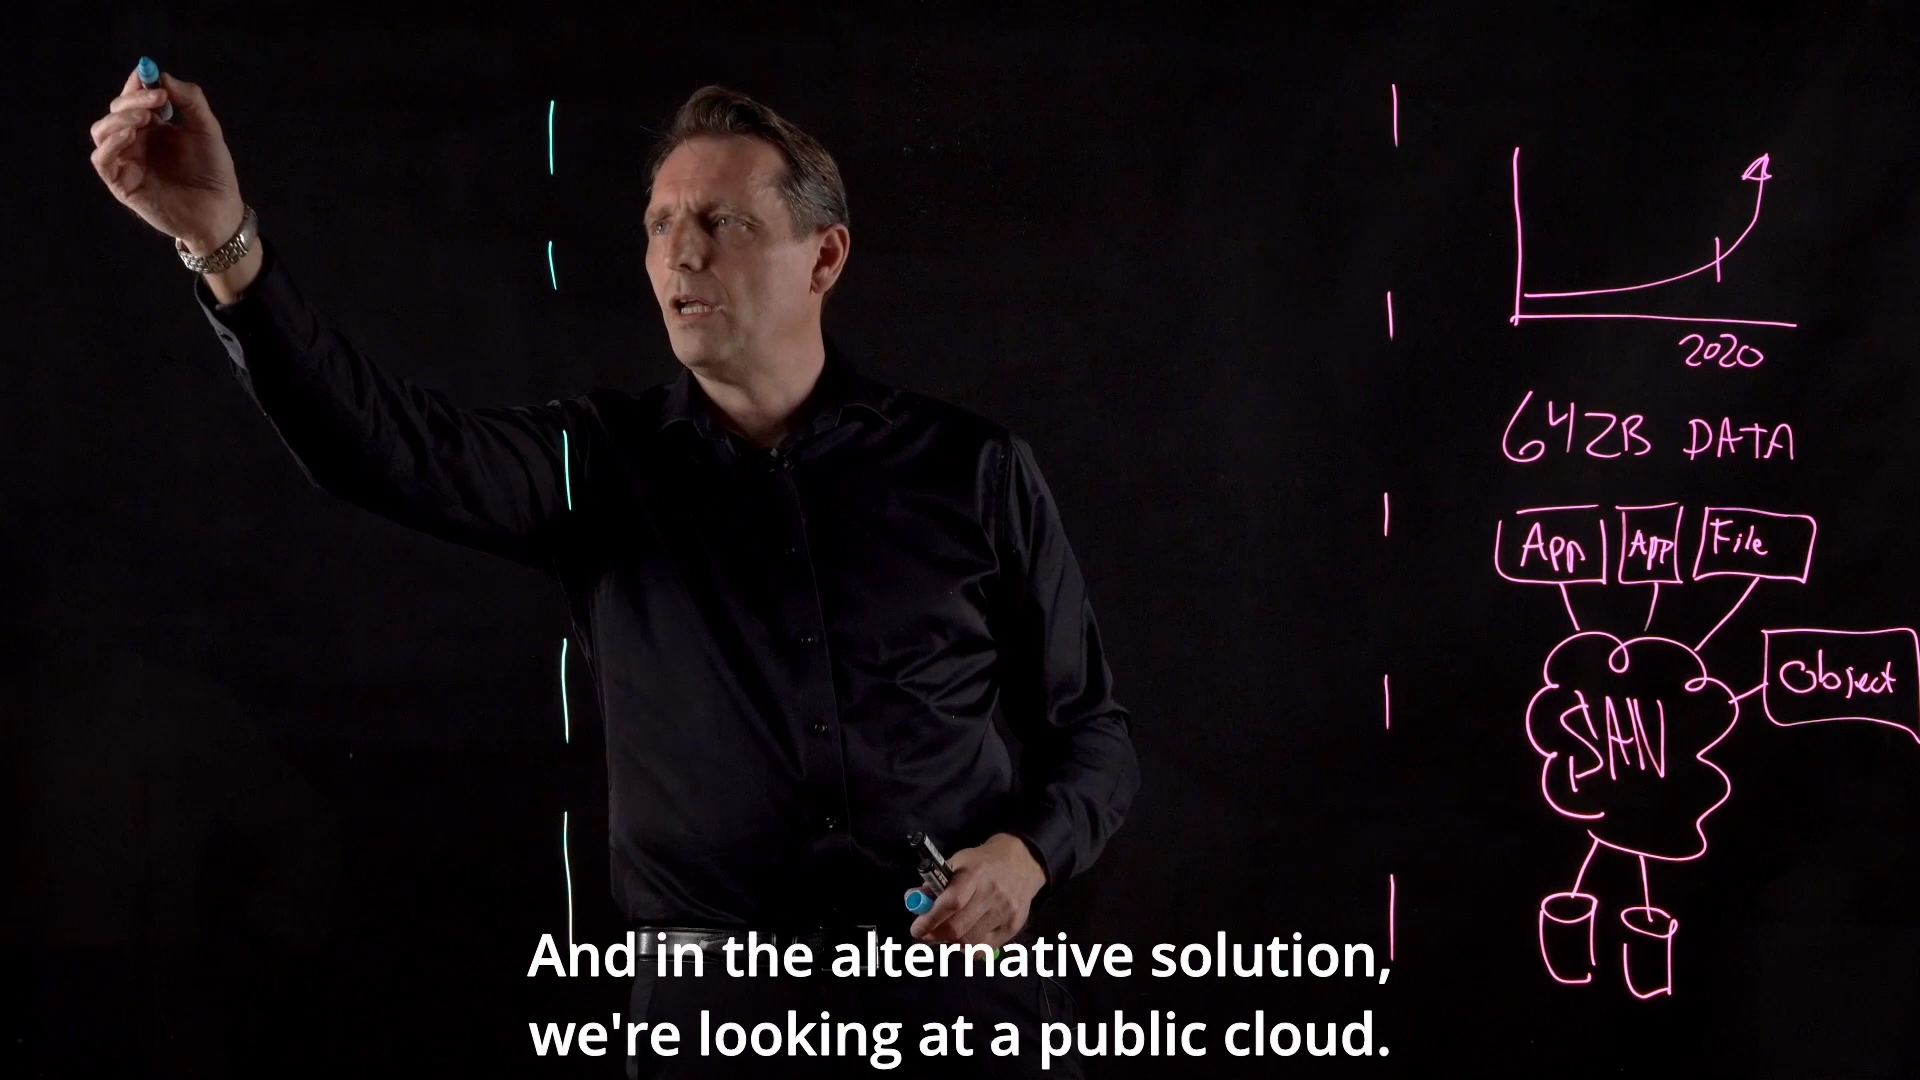 2020
64ZB DATA
App App File
Object
SAN
And in the alternative solution,
we're looking at a public cloud.